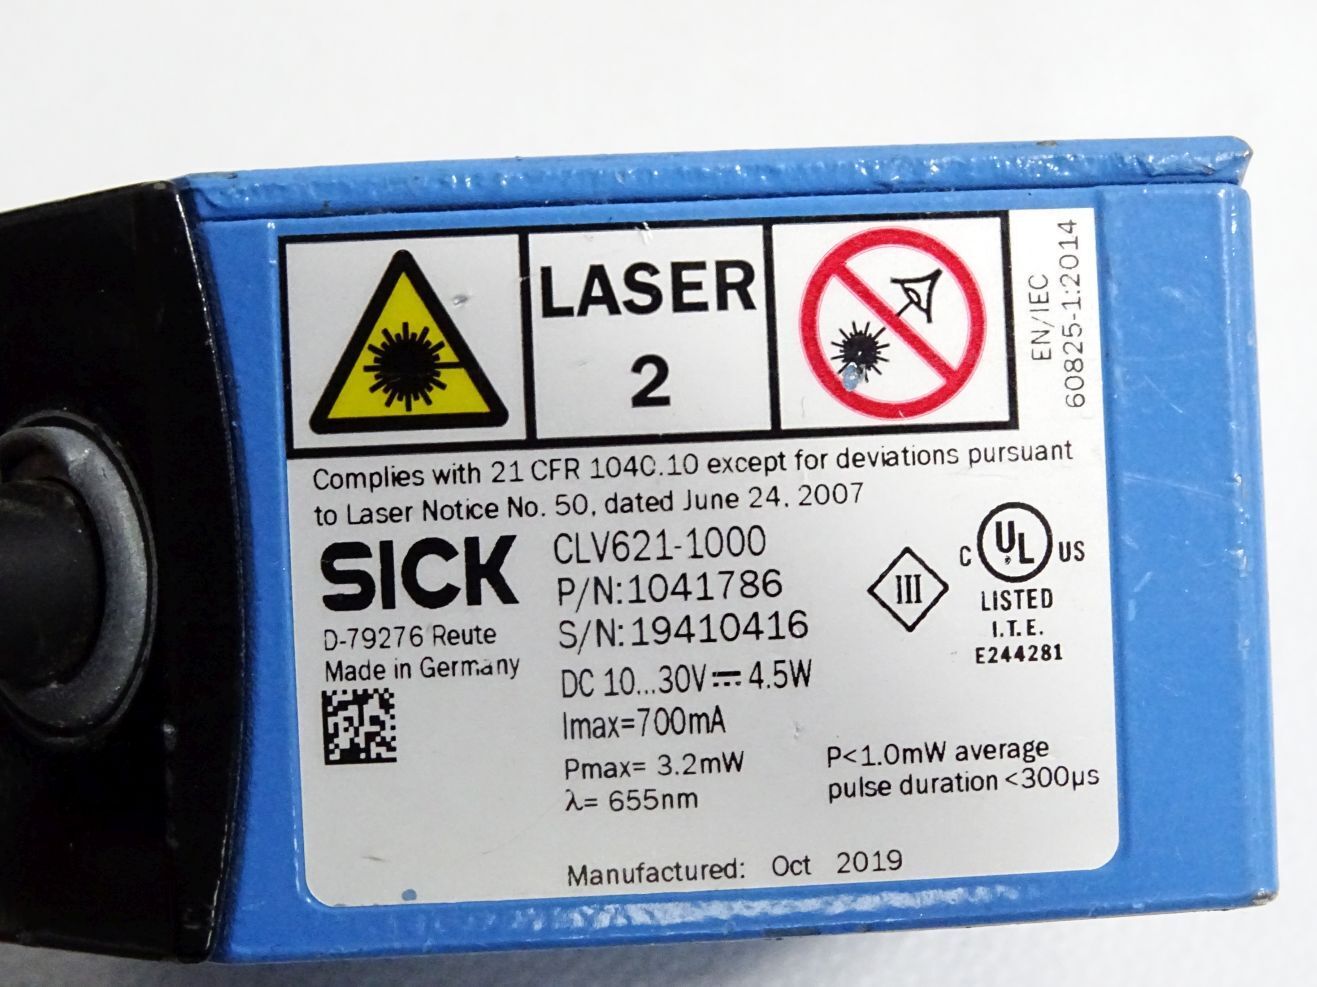 LASER
2
EN/IEC
60825-1:2014
Complies with 21 CFR 1040.10 except for deviations pursuant
to Laser Notice No. 50, dated June 24, 2007
SICK
D-79276 Reute
Made in Germany
CLV621-1000
P/N:1041786
S/N:19410416
DC 10...30V⎓ 4.5W
Imax=700mA
Pmax= 3.2mW
λ= 655nm
III
C UL US
LISTED
I.T.E.
E244281
P<1.0mW average
pulse duration <300µs
Manufactured: Oct 2019